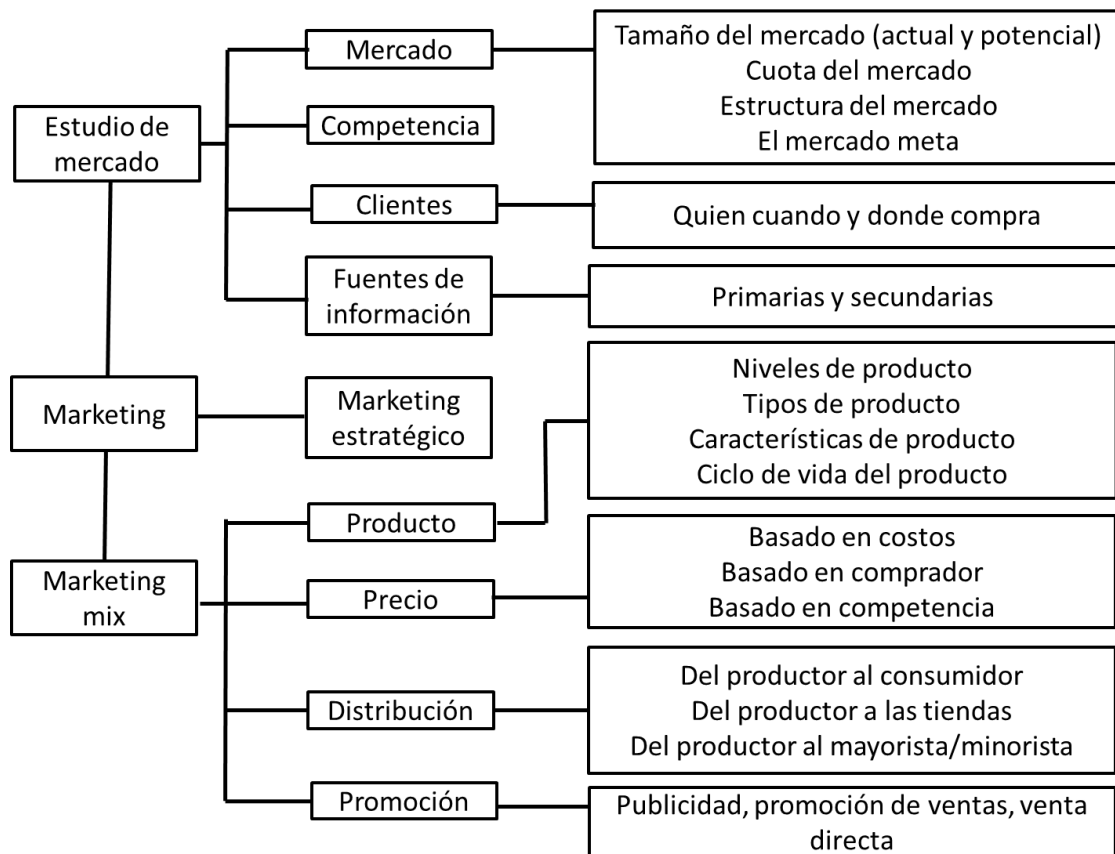 Estudio de
mercado
Mercado
Tamaño del mercado (actual y potencial)
Cuota del mercado
Estructura del mercado
El mercado meta
Competencia
Clientes
Quien cuando y donde compra
Fuentes de
información
Primarias y secundarias
Marketing
Marketing
estratégico
Marketing
mix
Producto
Niveles de producto
Tipos de producto
Características de producto
Ciclo de vida del producto
Precio
Basado en costos
Basado en comprador
Basado en competencia
Distribución
Del productor al consumidor
Del productor a las tiendas
Del productor al mayorista/minorista
Promoción
Publicidad, promoción de ventas, venta
directa